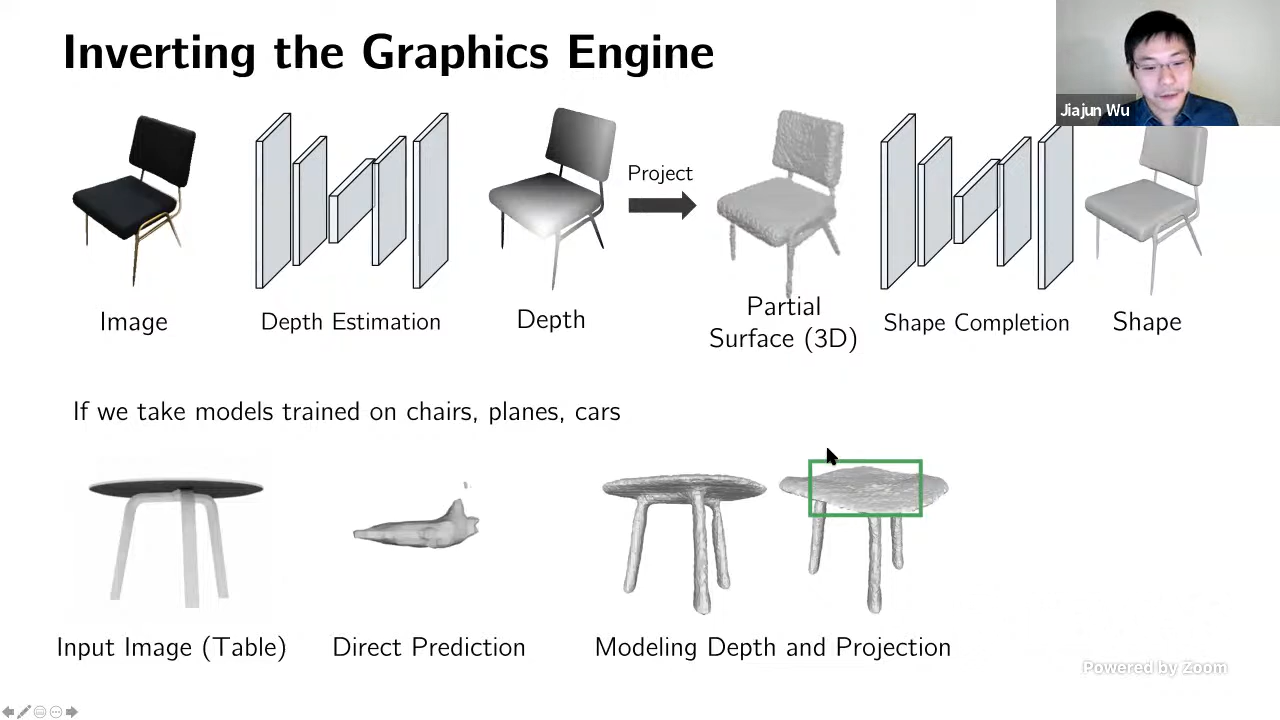 Inverting the Graphics Engine
Jiajun Wu
Project
Image
Depth Estimation
Depth
Partial
Surface (3D)
Shape Completion
Shape
If we take models trained on chairs, planes, cars
Input Image (Table)
Direct Prediction
Modeling Depth and Projection
Powered by Zoom